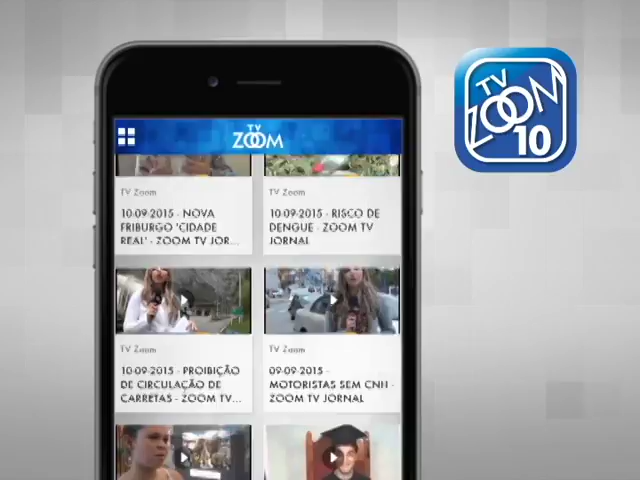 TV
ZOOM
TV
ZOOM
10
TV Zoom
10-09-2015 - NOVA
FRIBURGO 'CIDADE
REAL' - ZOOM TV JOR...
TV Zoom
10-09-2015 - RISCO DE
DENGUE - ZOOM TV
JORNAL
TV Zoom
10-09-2015 - PROIBIÇÃO
DE CIRCULAÇÃO DE
CARRETAS - ZOOM TV...
TV Zoom
09-09-2015 -
MOTORISTAS SEM CNH -
ZOOM TV JORNAL